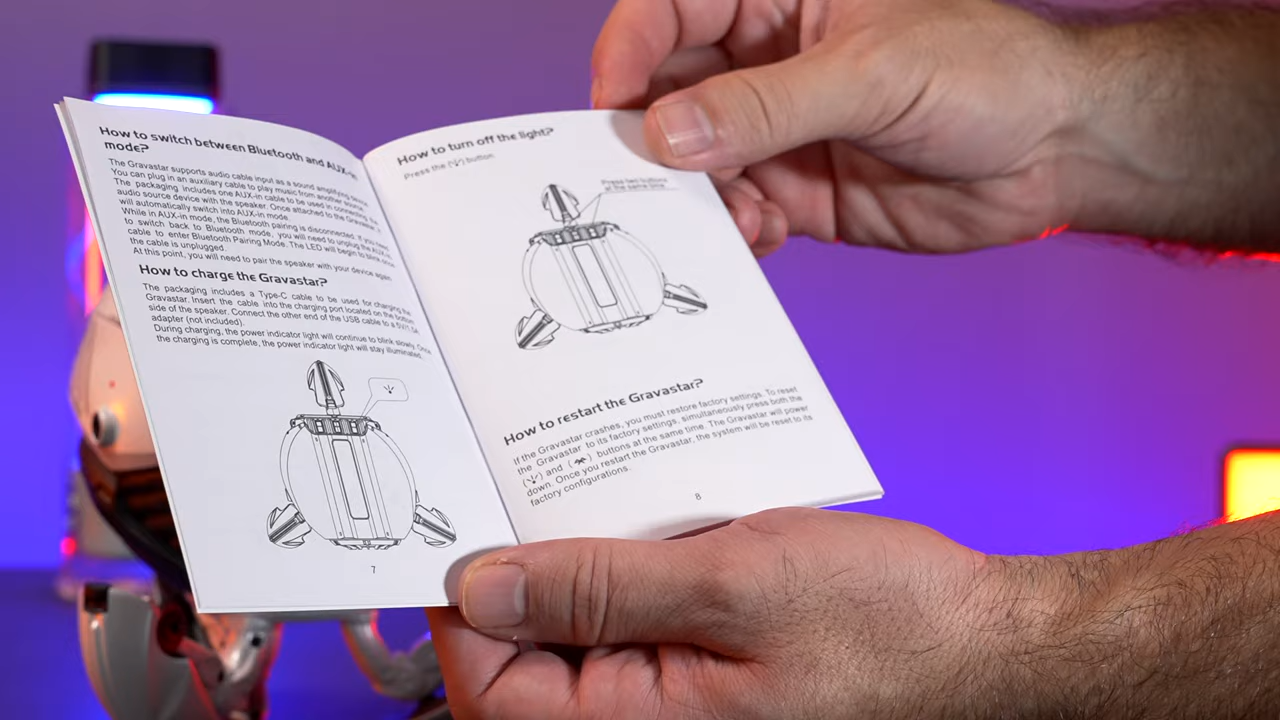 How to switch between Bluetooth and AUX-in
mode?
The Gravastar supports audio cable input as a sound amplifying device.
You can plug in an auxiliary cable to play music from another source.
The packaging includes one AUX-in cable to be used in connecting the
audio source device with the speaker. Once attached to the Gravastar, it
will automatically switch into AUX-in mode.
While in AUX-in mode, the Bluetooth pairing is disconnected. If you need
to switch back to Bluetooth mode, you will need to unplug the AUX-in
cable to enter Bluetooth Pairing Mode. The LED will begin to blink once
the cable is unplugged.
At this point, you will need to pair the speaker with your device again.
How to charge the Gravastar?
The packaging includes a Type-C cable to be used for charging the
Gravastar. Insert the cable into the charging port located on the bottom
side of the speaker. Connect the other end of the USB cable to a 5V/1.5A
adapter (not included).
During charging, the power indicator light will continue to blink slowly. Once
the charging is complete, the power indicator light will stay illuminated.
7
How to turn off the light?
Press the ( ) button
Press two buttons
at the same time
How to restart the Gravastar?
If the Gravastar crashes, you must restore factory settings. To reset
the Gravastar to its factory settings, simultaneously press both the
( ) and ( ) buttons at the same time. The Gravastar will power
down. Once you restart the Gravastar, the system will be reset to its
factory configurations.
8